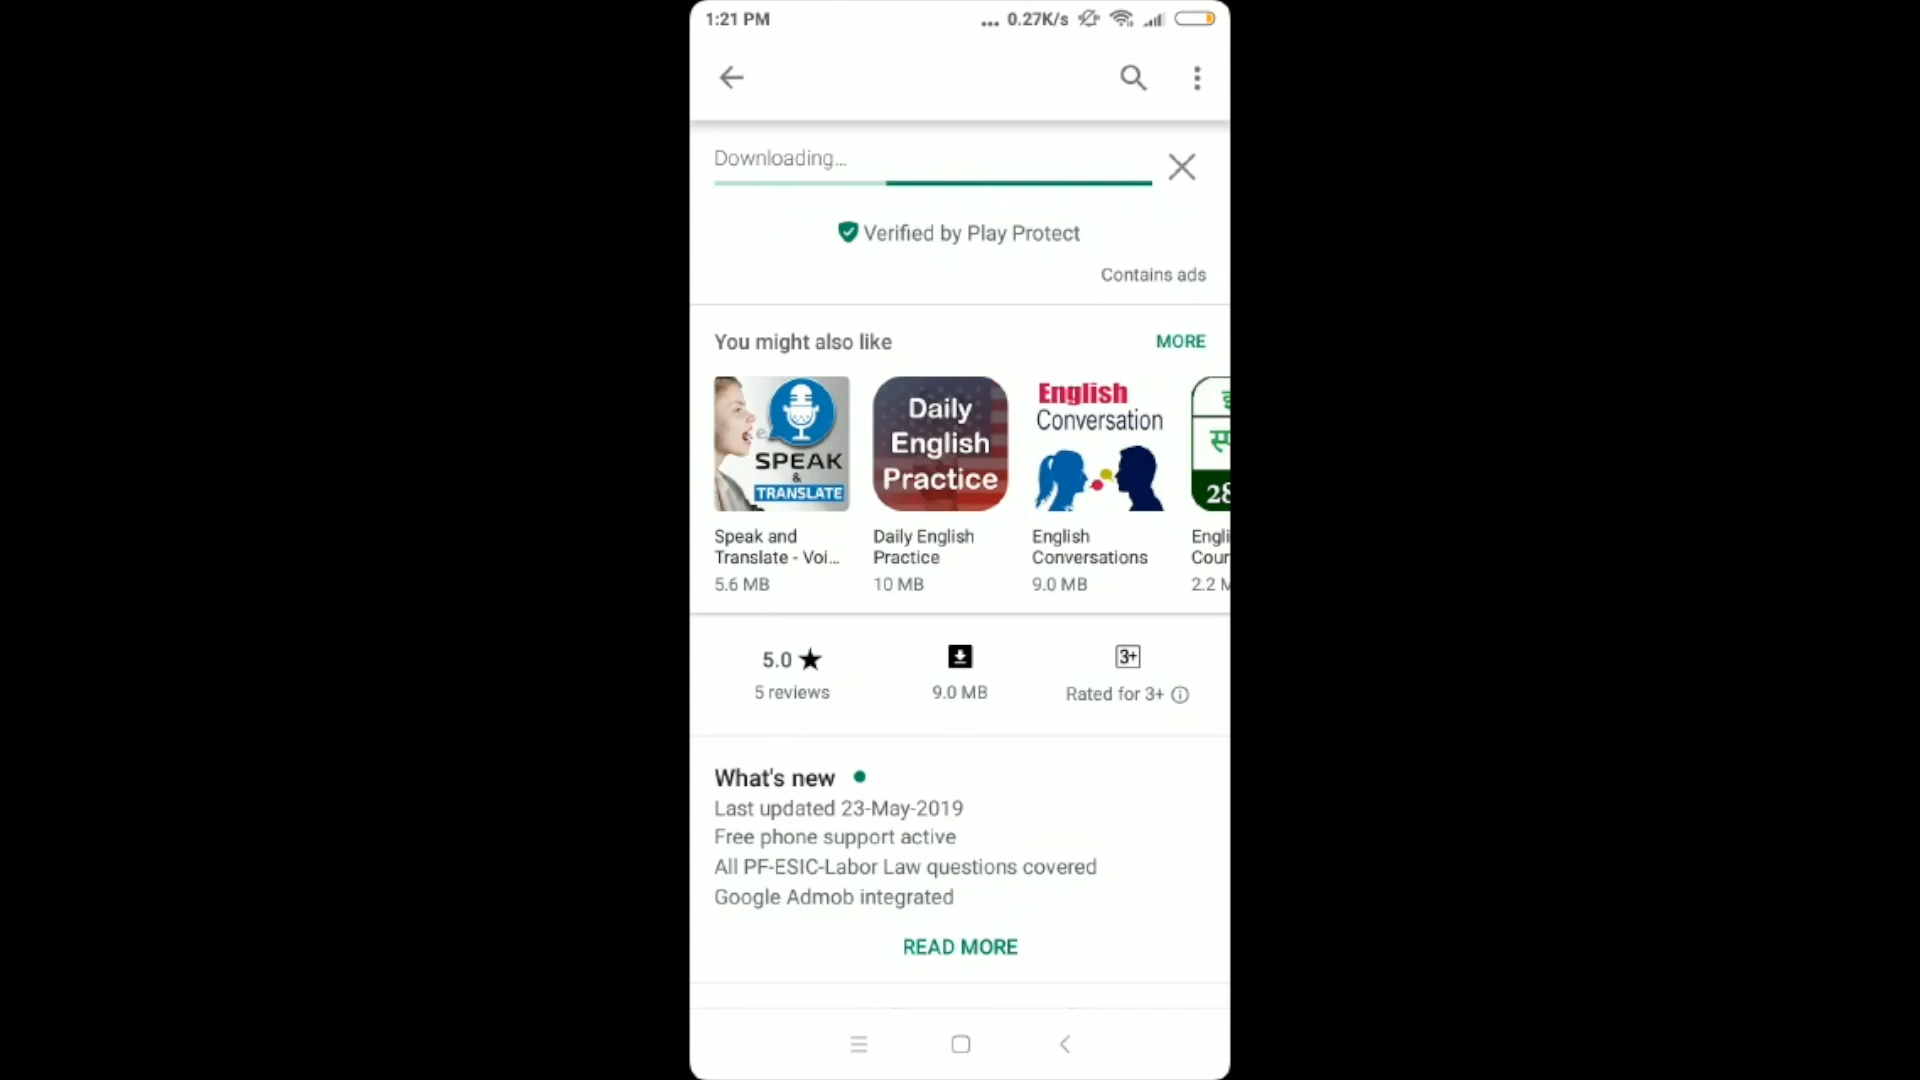 1:21 PM
... 0.27K/s
Downloading...
Verified by Play Protect
Contains ads
You might also like
MORE
SPEAK
&
TRANSLATE
Daily
English
Practice
English
Conversation
28
Speak and
Translate - Voi...
5.6 MB
Daily English
Practice
10 MB
English
Conversations
9.0 MB
Engli
Cour
2.2 M
5.0 ★
5 reviews
9.0 MB
3+
Rated for 3+
What's new
Last updated 23-May-2019
Free phone support active
All PF-ESIC-Labor Law questions covered
Google Admob integrated
READ MORE